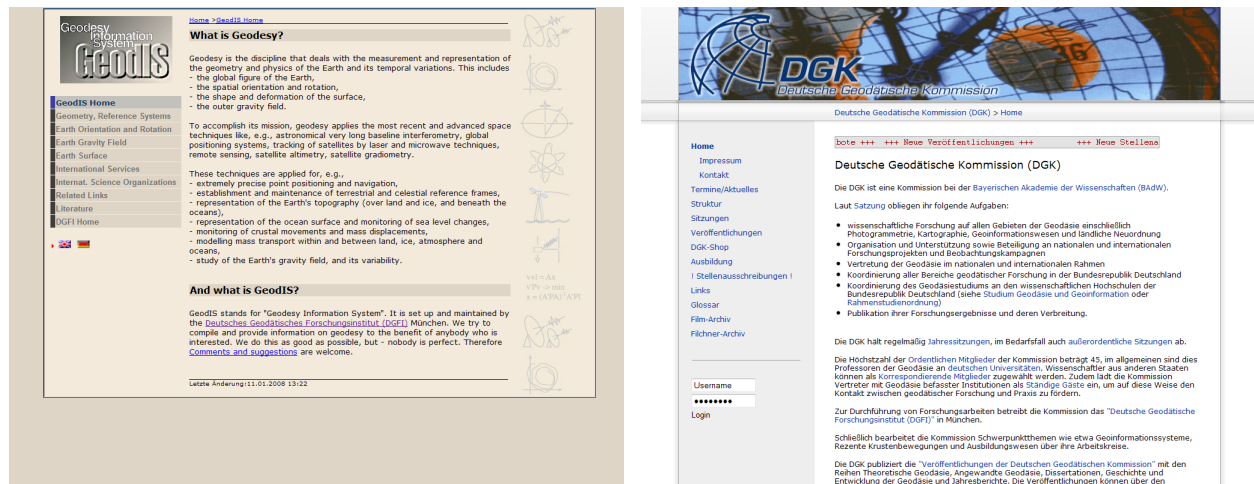 Geodesy
Information
System
GeodIS
GeodIS Home
Geometry, Reference Systems
Earth Orientation and Rotation
Earth Gravity Field
Earth Surface
International Services
Internat. Science Organizations
Related Links
Literature
DGFI Home
Home >GeodIS Home
What is Geodesy?
Geodesy is the discipline that deals with the measurement and representation of
the geometry and physics of the Earth and its temporal variations. This includes
- the global figure of the Earth,
- the spatial orientation and rotation,
- the shape and deformation of the surface,
- the outer gravity field.
To accomplish its mission, geodesy applies the most recent and advanced space
techniques like, e.g., astronomical very long baseline interferometry, global
positioning systems, tracking of satellites by laser and microwave techniques,
remote sensing, satellite altimetry, satellite gradiometry.
These techniques are applied for, e.g.,
- extremely precise point positioning and navigation,
- establishment and maintenance of terrestrial and celestial reference frames,
- representation of the Earth's topography (over land and ice, and beneath the
oceans),
- representation of the ocean surface and monitoring of sea level changes,
- monitoring of crustal movements and mass displacements,
- modelling mass transport within and between land, ice, atmosphere and
oceans,
- study of the Earth's gravity field, and its variability.
And what is GeodIS?
GeodIS stands for "Geodesy Information System". It is set up and maintained by
the Deutsches Geodätisches Forschungsinstitut (DGFI) München. We try to
compile and provide information on geodesy to the benefit of anybody who is
interested. We do this as good as possible, but - nobody is perfect. Therefore
Comments and suggestions are welcome.
Letzte Änderung:11.01.2008 13:22
v+l = Ax
v'Pv -> min
DGK
Deutsche Geodätische Kommission
Deutsche Geodätische Kommission (DGK) > Home
Home
Impressum
Kontakt
Termine/Aktuelles
Struktur
Sitzungen
Veröffentlichungen
DGK-Shop
Ausbildung
! Stellenausschreibungen !
Links
Glossar
Film-Archiv
Filchner-Archiv
Username
••••••••
Login
bote +++ +++ Neue Veröffentlichungen +++ +++ Neue Stellena
Deutsche Geodätische Kommission (DGK)
Die DGK ist eine Kommission bei der Bayerischen Akademie der Wissenschaften (BAdW).
Laut Satzung obliegen ihr folgende Aufgaben:
• wissenschaftliche Forschung auf allen Gebieten der Geodäsie einschließlich
Photogrammetrie, Kartographie, Geoinformationswesen und ländliche Neuordnung
• Organisation und Unterstützung sowie Beteiligung an nationalen und internationalen
Forschungsprojekten und Beobachtungskampagnen
• Vertretung der Geodäsie im nationalen und internationalen Rahmen
• Koordinierung aller Bereiche geodätischer Forschung in der Bundesrepublik Deutschland
• Koordinierung des Geodäsiestudiums an den wissenschaftlichen Hochschulen der
Bundesrepublik Deutschland (siehe Studium Geodäsie und Geoinformation oder
Rahmenstudienordnung)
• Publikation ihrer Forschungsergebnisse und deren Verbreitung.
Die DGK hält regelmäßig Jahressitzungen, im Bedarfsfall auch außerordentliche Sitzungen ab.
Die Höchstzahl der Ordentlichen Mitglieder der Kommission beträgt 45, im allgemeinen sind dies
Professoren der Geodäsie an deutschen Universitäten. Wissenschaftler aus anderen Staaten
können als Korrespondierende Mitglieder zugewählt werden. Zudem lädt die Kommission
Vertreter mit Geodäsie befasster Institutionen als Ständige Gäste ein, um auf diese Weise den
Kontakt zwischen geodätischer Forschung und Praxis zu fördern.
Zur Durchführung von Forschungsarbeiten betreibt die Kommission das "Deutsche Geodätische
Forschungsinstitut (DGFI)" in München.
Schließlich bearbeitet die Kommission Schwerpunktthemen wie etwa Geoinformationssysteme,
Rezente Krustenbewegungen und Ausbildungswesen über ihre Arbeitskreise.
Die DGK publiziert die "Veröffentlichungen der Deutschen Geodätischen Kommission" mit den
Reihen Theoretische Geodäsie, Angewandte Geodäsie, Dissertationen, Geschichte und
Entwicklung der Geodäsie und Jahresberichte. Die Veröffentlichungen können über den